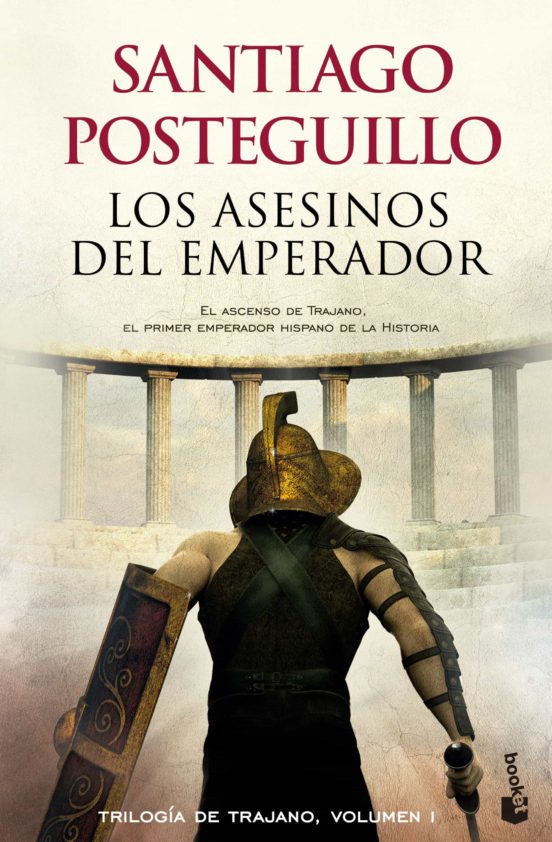 SANTIAGO
POSTEGUILLO
LOS ASESINOS
DEL EMPERADOR
EL ASCENSO DE TRAJANO,
EL PRIMER EMPERADOR HISPANO DE LA HISTORIA
booket
TRILOGÍA DE TRAJANO, VOLUMEN I